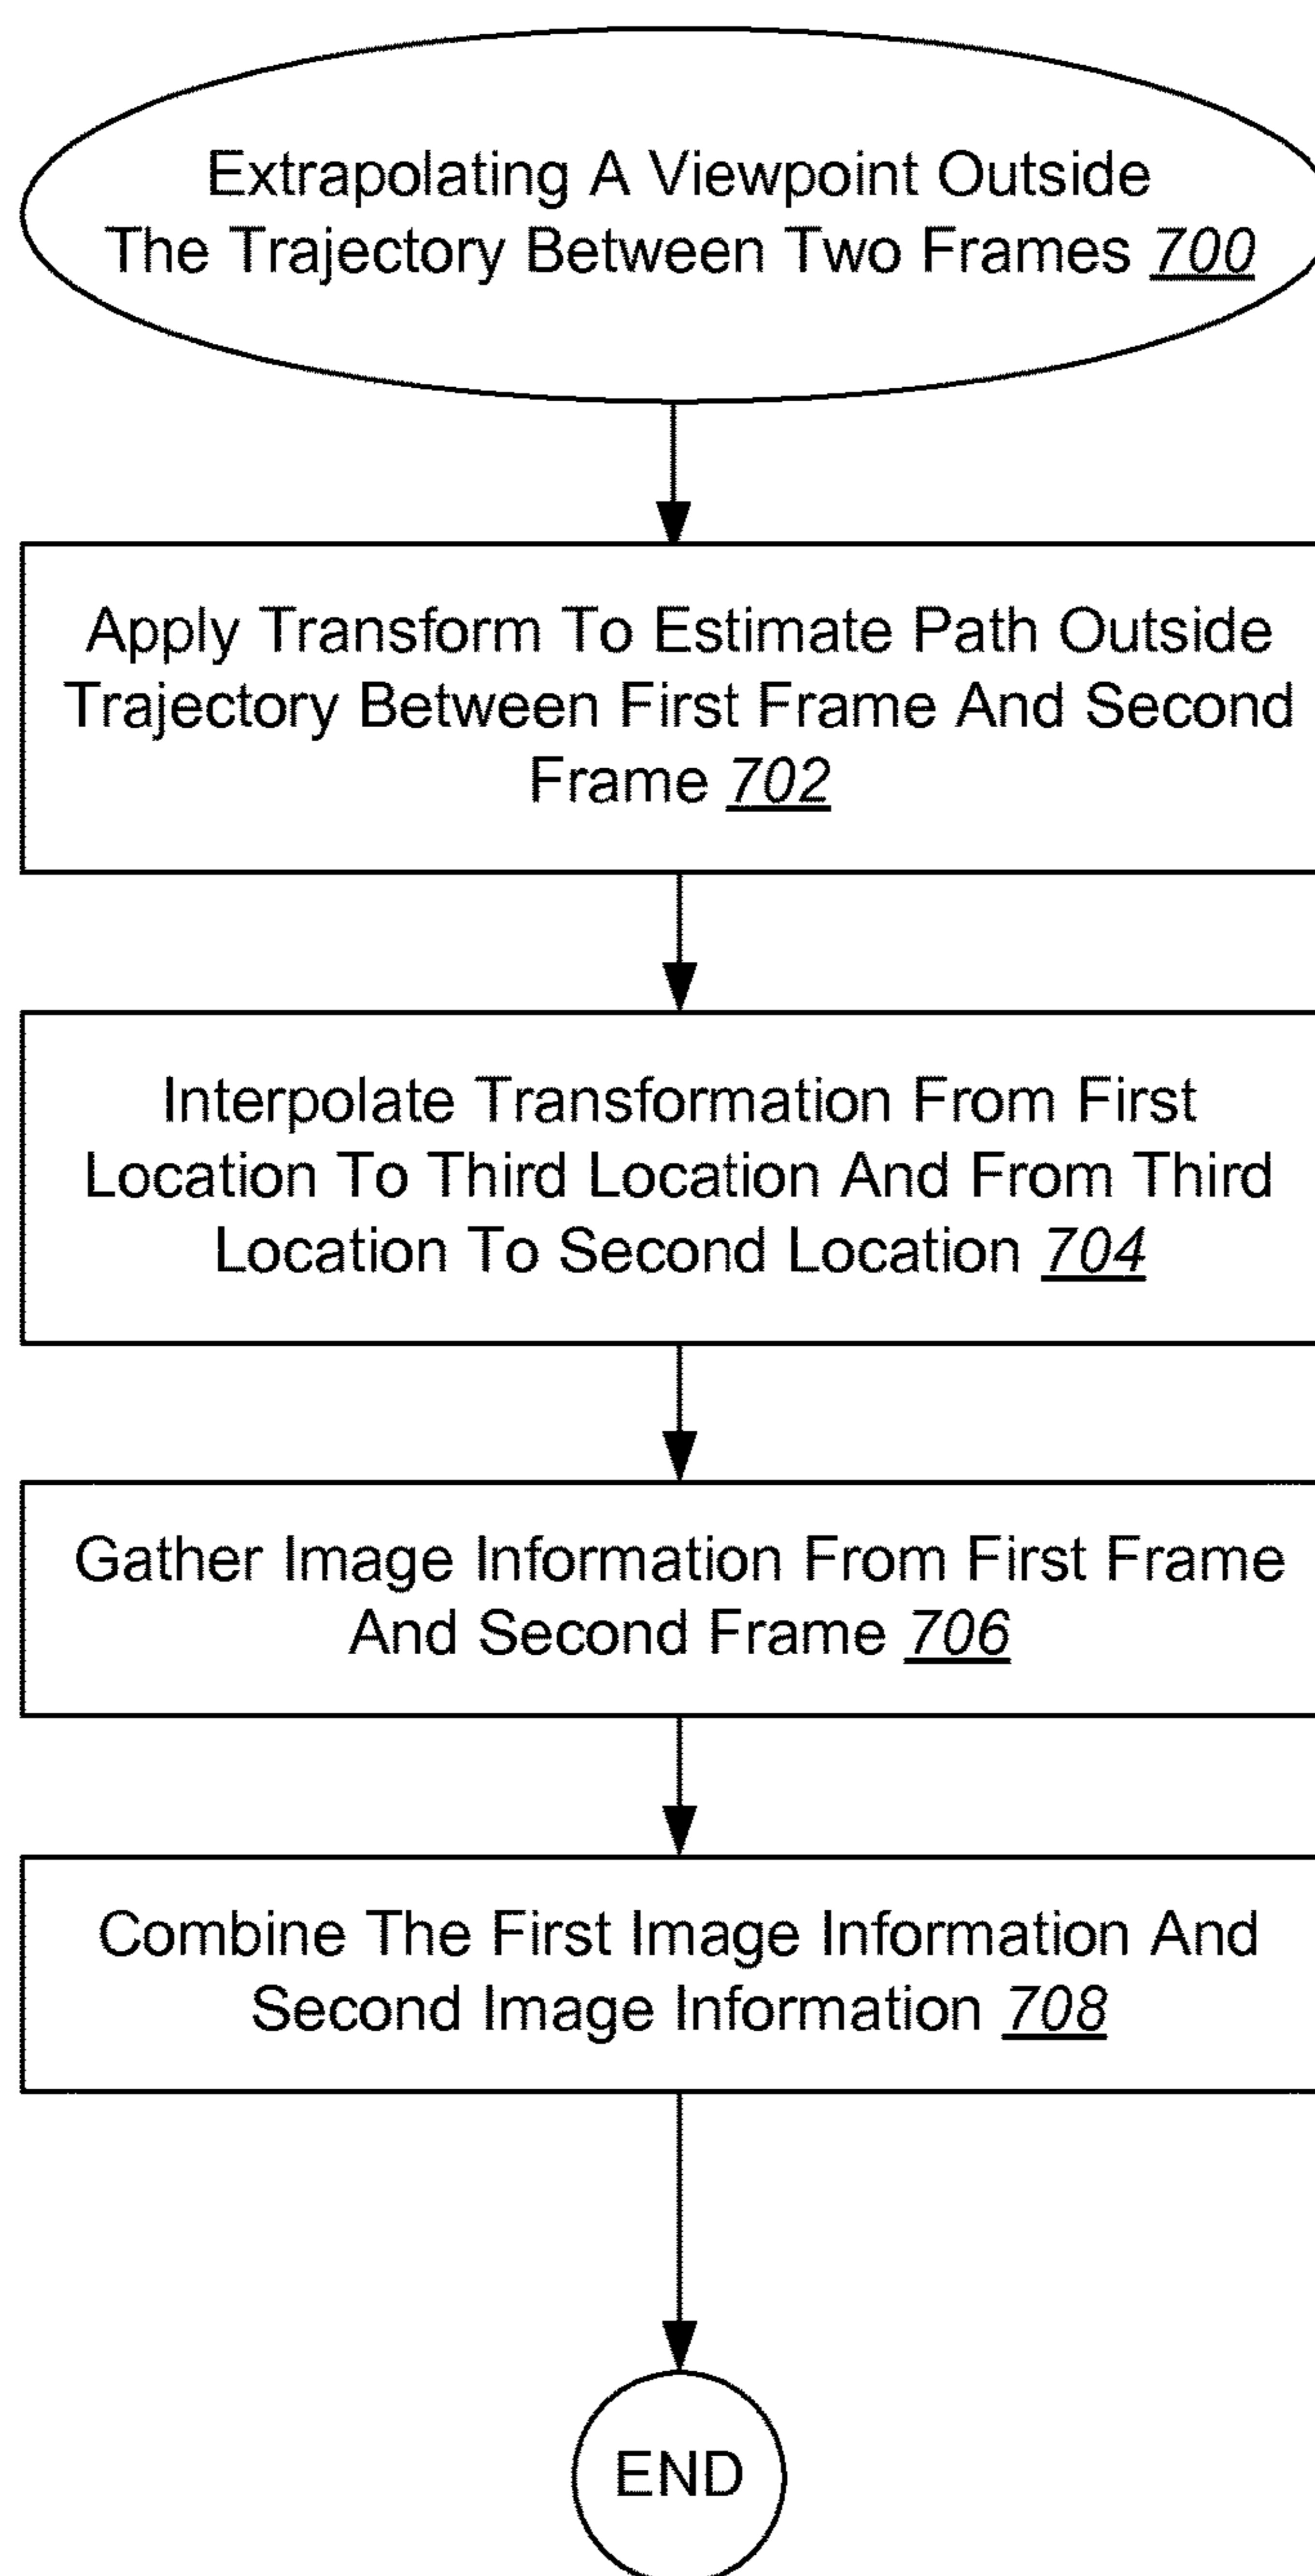 Extrapolating A Viewpoint Outside
The Trajectory Between Two Frames 700
Apply Transform To Estimate Path Outside
Trajectory Between First Frame And Second
Frame 702
Interpolate Transformation From First
Location To Third Location And From Third
Location To Second Location 704
Gather Image Information From First Frame
And Second Frame 706
Combine The First Image Information And
Second Image Information 708
END